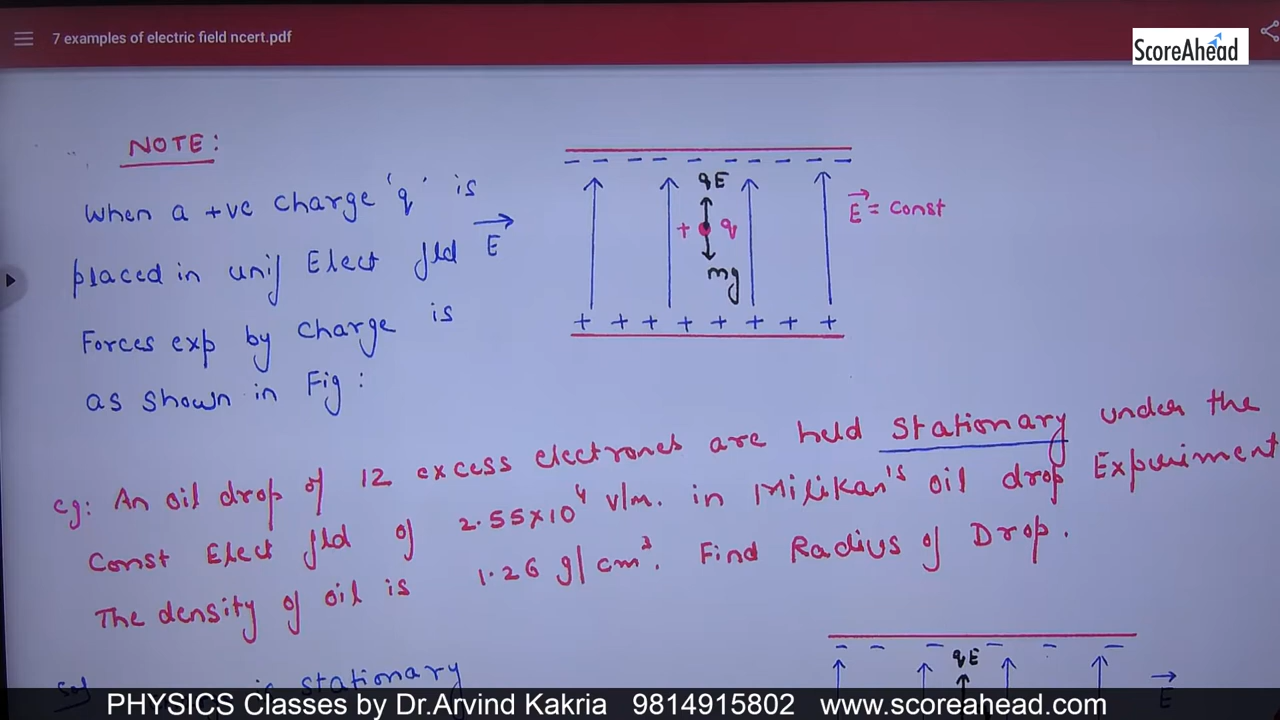 7 examples of electric field ncert.pdf
ScoreAhead
NOTE:
When a +ve charge 'q' is
placed in unif Elect fld E
Forces exp by charge is
as shown in Fig:
qE
+ q
mg
E = Const
eg: An oil drop of 12 excess electrones are held stationary under the
Const Elect fld of 2.55×10⁴ V/m. in Milikan's oil drop Experiment
The density of oil is 1.26 g/cm³. Find Radius of Drop.
Sol is stationary
qE
E
PHYSICS Classes by Dr.Arvind Kakria 9814915802 www.scoreahead.com